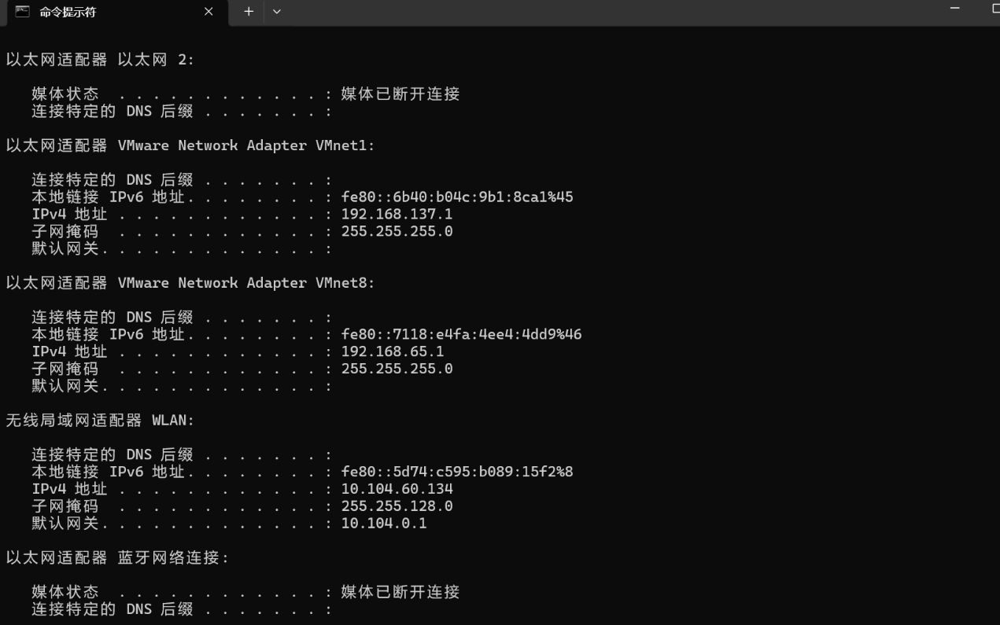 命令提示符
以太网适配器 以太网 2:
媒体状态  . . . . . . . . . . . . : 媒体已断开连接
连接特定的 DNS 后缀 . . . . . . . :
以太网适配器 VMware Network Adapter VMnet1:
连接特定的 DNS 后缀 . . . . . . . :
本地链接 IPv6 地址. . . . . . . . : fe80::6b40:b04c:9b1:8ca1%45
IPv4 地址 . . . . . . . . . . . . : 192.168.137.1
子网掩码  . . . . . . . . . . . . : 255.255.255.0
默认网关. . . . . . . . . . . . . :
以太网适配器 VMware Network Adapter VMnet8:
连接特定的 DNS 后缀 . . . . . . . :
本地链接 IPv6 地址. . . . . . . . : fe80::7118:e4fa:4ee4:4dd9%46
IPv4 地址 . . . . . . . . . . . . : 192.168.65.1
子网掩码  . . . . . . . . . . . . : 255.255.255.0
默认网关. . . . . . . . . . . . . :
无线局域网适配器 WLAN:
连接特定的 DNS 后缀 . . . . . . . :
本地链接 IPv6 地址. . . . . . . . : fe80::5d74:c595:b089:15f2%8
IPv4 地址 . . . . . . . . . . . . : 10.104.60.134
子网掩码  . . . . . . . . . . . . : 255.255.128.0
默认网关. . . . . . . . . . . . . : 10.104.0.1
以太网适配器 蓝牙网络连接:
媒体状态  . . . . . . . . . . . . : 媒体已断开连接
连接特定的 DNS 后缀 . . . . . . . :